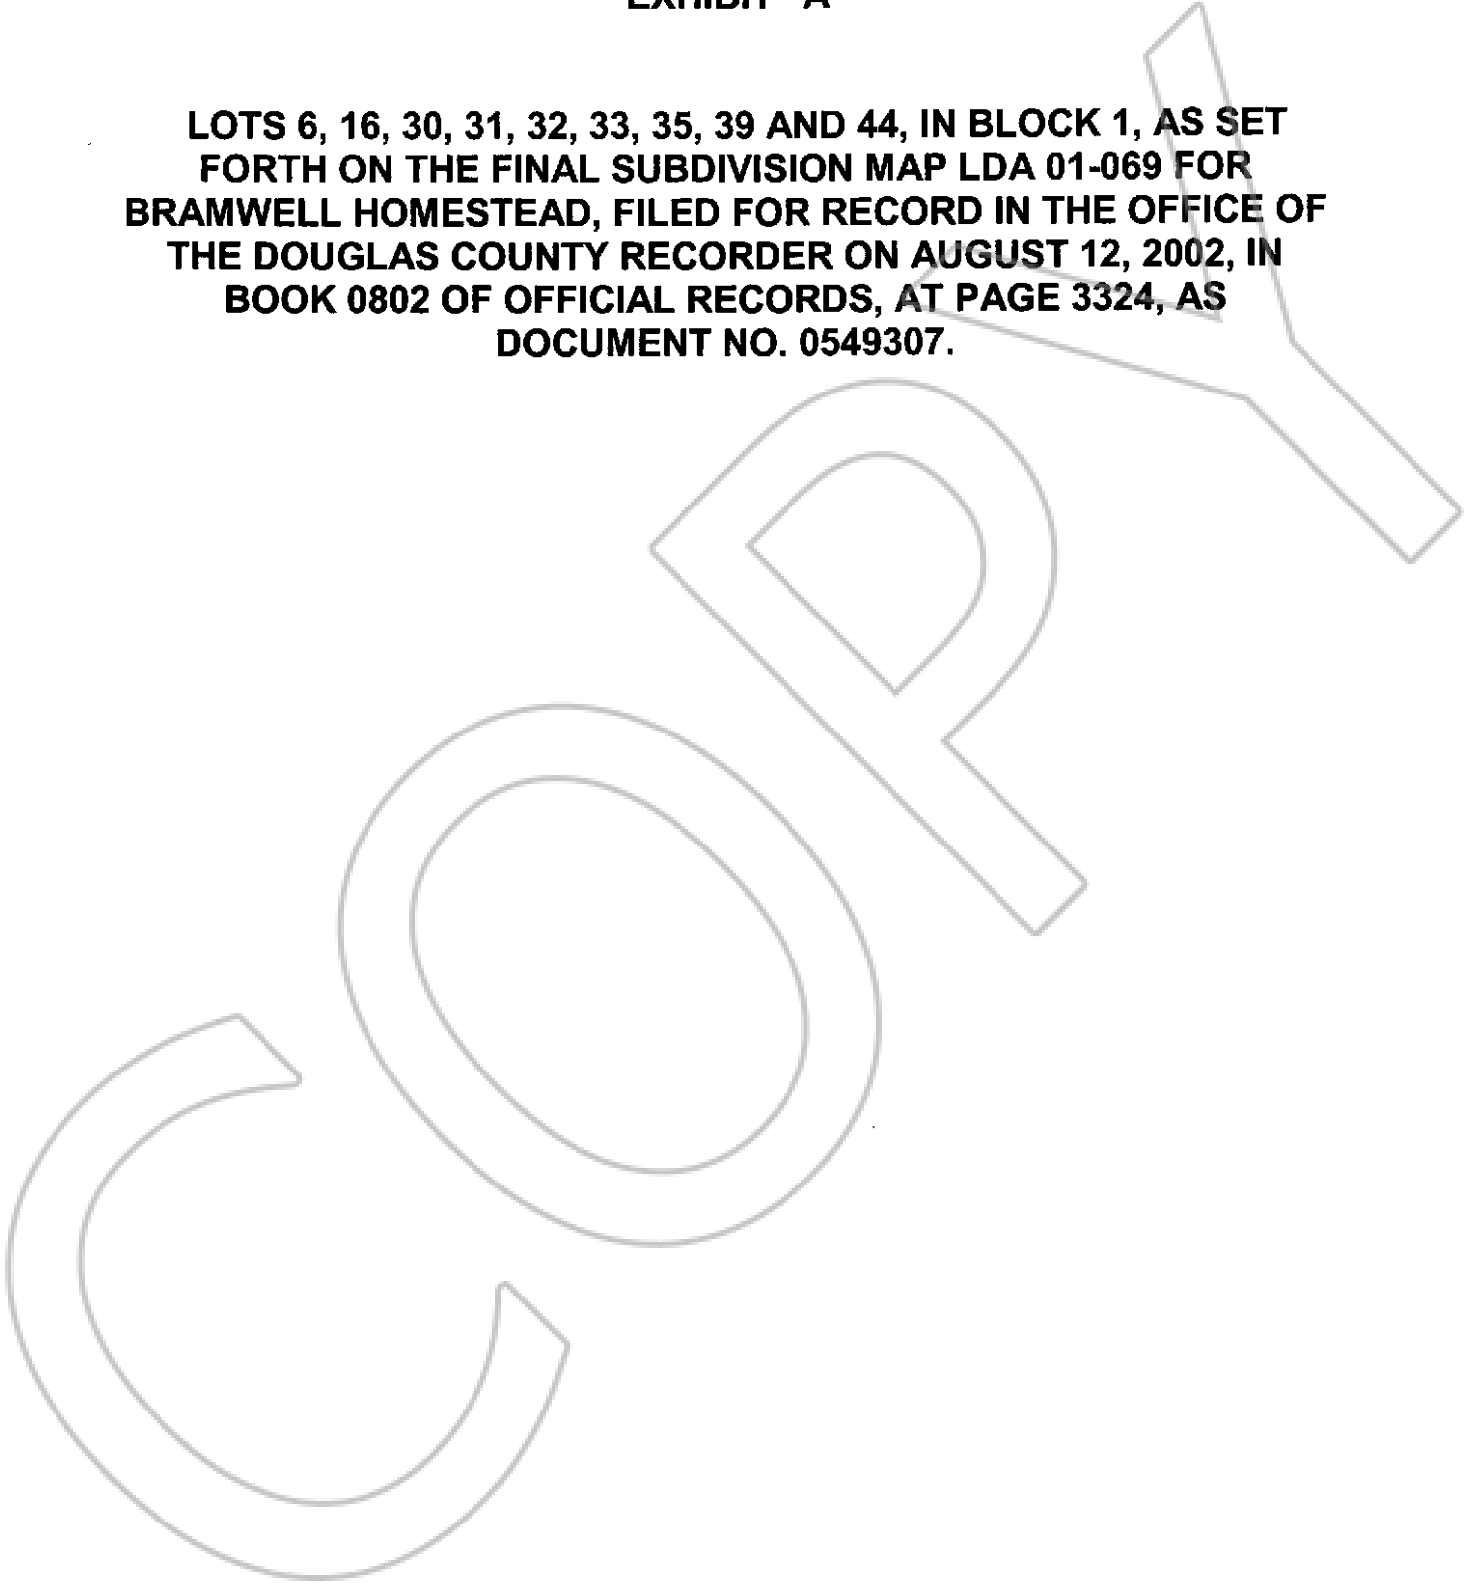 EXHIBIT "A"
LOTS 6, 16, 30, 31, 32, 33, 35, 39 AND 44, IN BLOCK 1, AS SET
FORTH ON THE FINAL SUBDIVISION MAP LDA 01-069 FOR
BRAMWELL HOMESTEAD, FILED FOR RECORD IN THE OFFICE OF
THE DOUGLAS COUNTY RECORDER ON AUGUST 12, 2002, IN
BOOK 0802 OF OFFICIAL RECORDS, AT PAGE 3324, AS
DOCUMENT NO. 0549307.
COPY